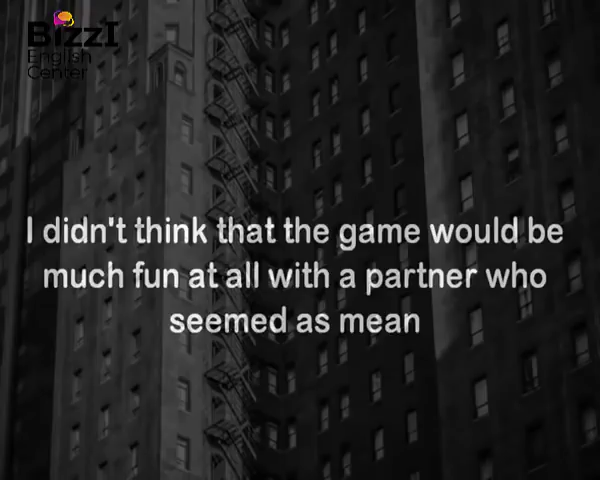 BizzI
English
Center
I didn't think that the game would be
much fun at all with a partner who
seemed as mean